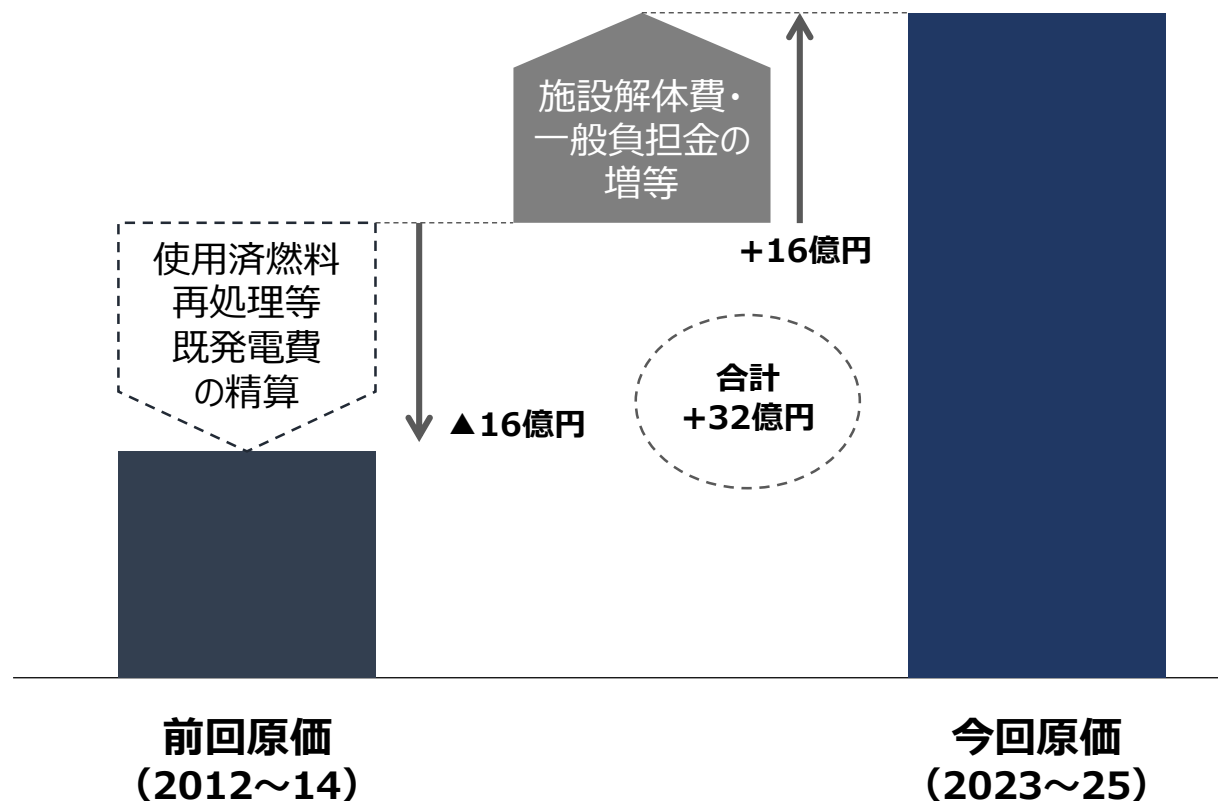 施設解体費・
一般負担金の
増等
+16億円
使用済燃料
再処理等
既発電費
の精算
▲16億円
合計
+32億円
前回原価
（2012～14）
今回原価
（2023～25）